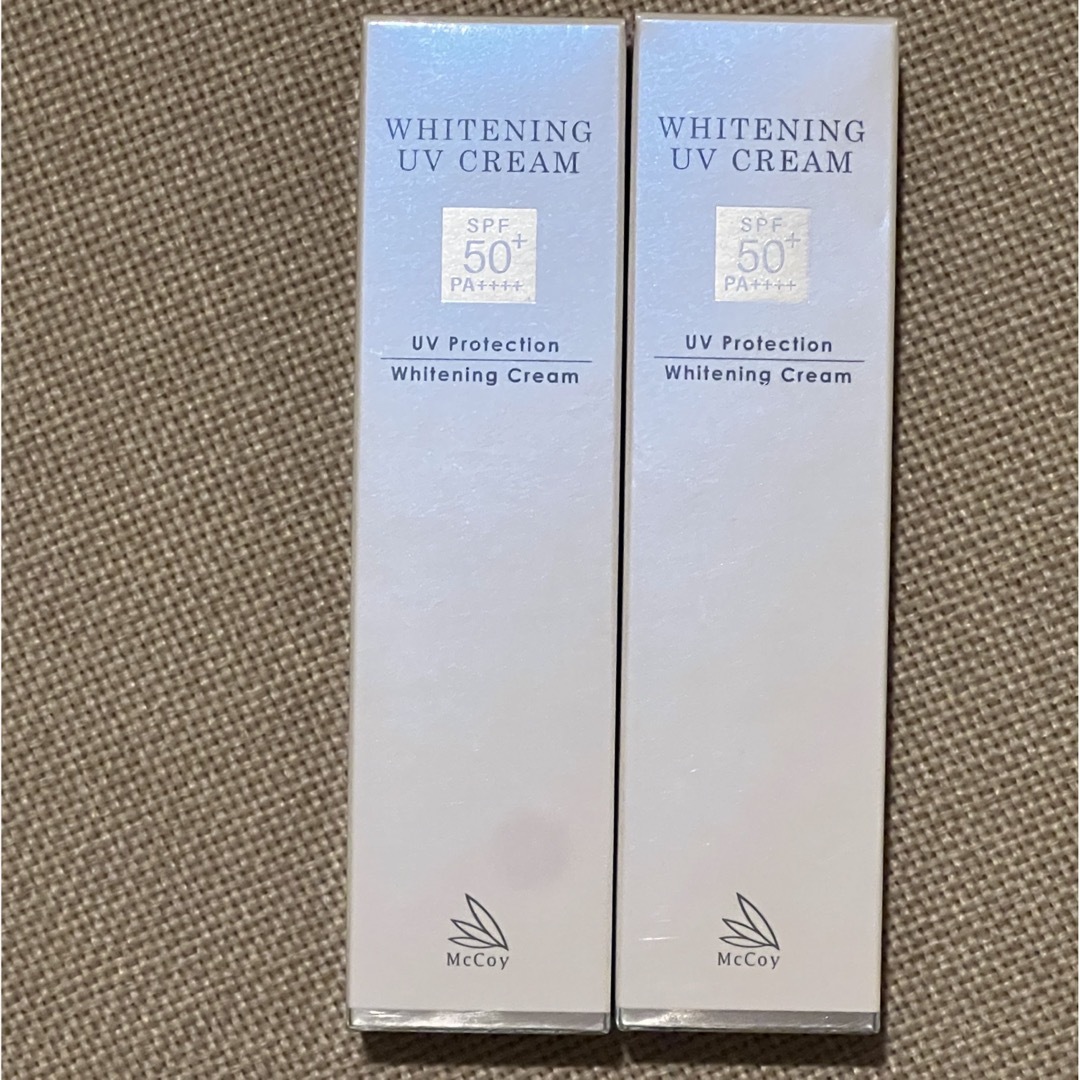 WHITENING
UV CREAM
SPF
50+
PA++++
UV Protection
Whitening Cream
McCoy
WHITENING
UV CREAM
SPF
50+
PA++++
UV Protection
Whitening Cream
McCoy